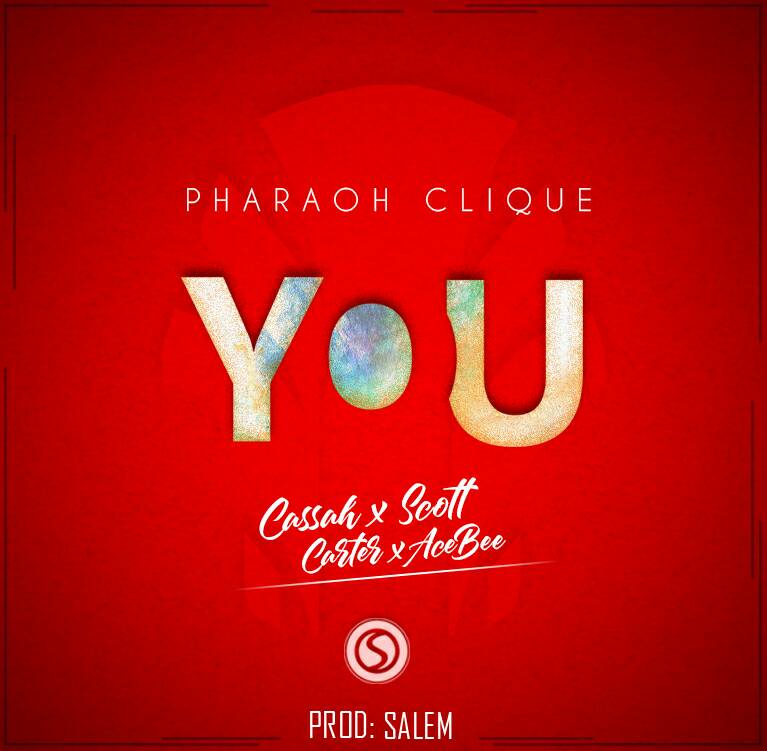 PHARAOH CLIQUE
YoU
Cassah x Scott
Carter x AceBee
S
PROD: SALEM